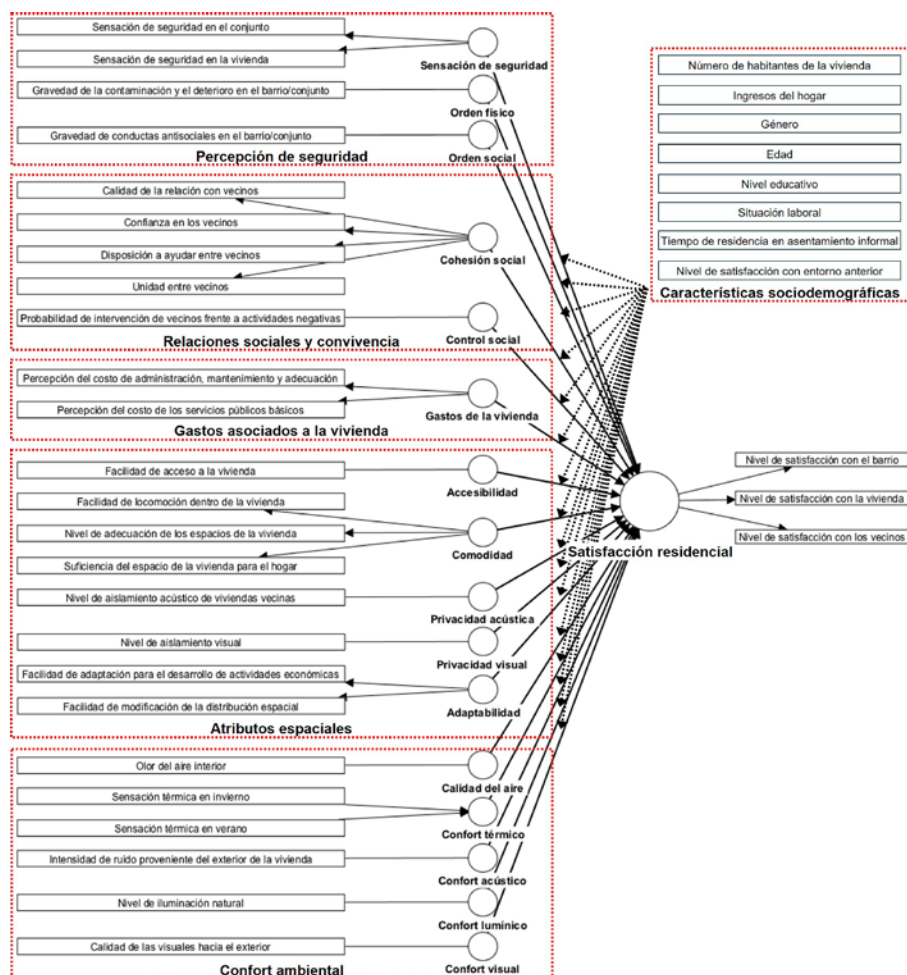 Sensación de seguridad en el conjunto
Sensación de seguridad en la vivienda
Sensación de seguridad
Gravedad de la contaminación y el deterioro en el barrio/conjunto
Orden físico
Gravedad de conductas antisociales en el barrio/conjunto
Orden social
Percepción de seguridad
Número de habitantes de la vivienda
Ingresos del hogar
Género
Edad
Nivel educativo
Situación laboral
Tiempo de residencia en asentamiento informal
Nivel de satisfacción con entorno anterior
Características sociodemográficas
Calidad de la relación con vecinos
Confianza en los vecinos
Disposición a ayudar entre vecinos
Unidad entre vecinos
Cohesión social
Probabilidad de intervención de vecinos frente a actividades negativas
Control social
Relaciones sociales y convivencia
Percepción del costo de administración, mantenimiento y adecuación
Percepción del costo de los servicios públicos básicos
Gastos de la vivienda
Gastos asociados a la vivienda
Facilidad de acceso a la vivienda
Accesibilidad
Facilidad de locomoción dentro de la vivienda
Nivel de adecuación de los espacios de la vivienda
Suficiencia del espacio de la vivienda para el hogar
Comodidad
Nivel de aislamiento acústico de viviendas vecinas
Privacidad acústica
Nivel de aislamiento visual
Privacidad visual
Facilidad de adaptación para el desarrollo de actividades económicas
Facilidad de modificación de la distribución espacial
Adaptabilidad
Atributos espaciales
Satisfacción residencial
Nivel de satisfacción con el barrio
Nivel de satisfacción con la vivienda
Nivel de satisfacción con los vecinos
Olor del aire interior
Calidad del aire
Sensación térmica en invierno
Sensación térmica en verano
Confort térmico
Intensidad de ruido proveniente del exterior de la vivienda
Confort acústico
Nivel de iluminación natural
Confort lumínico
Calidad de las visuales hacia el exterior
Confort visual
Confort ambiental